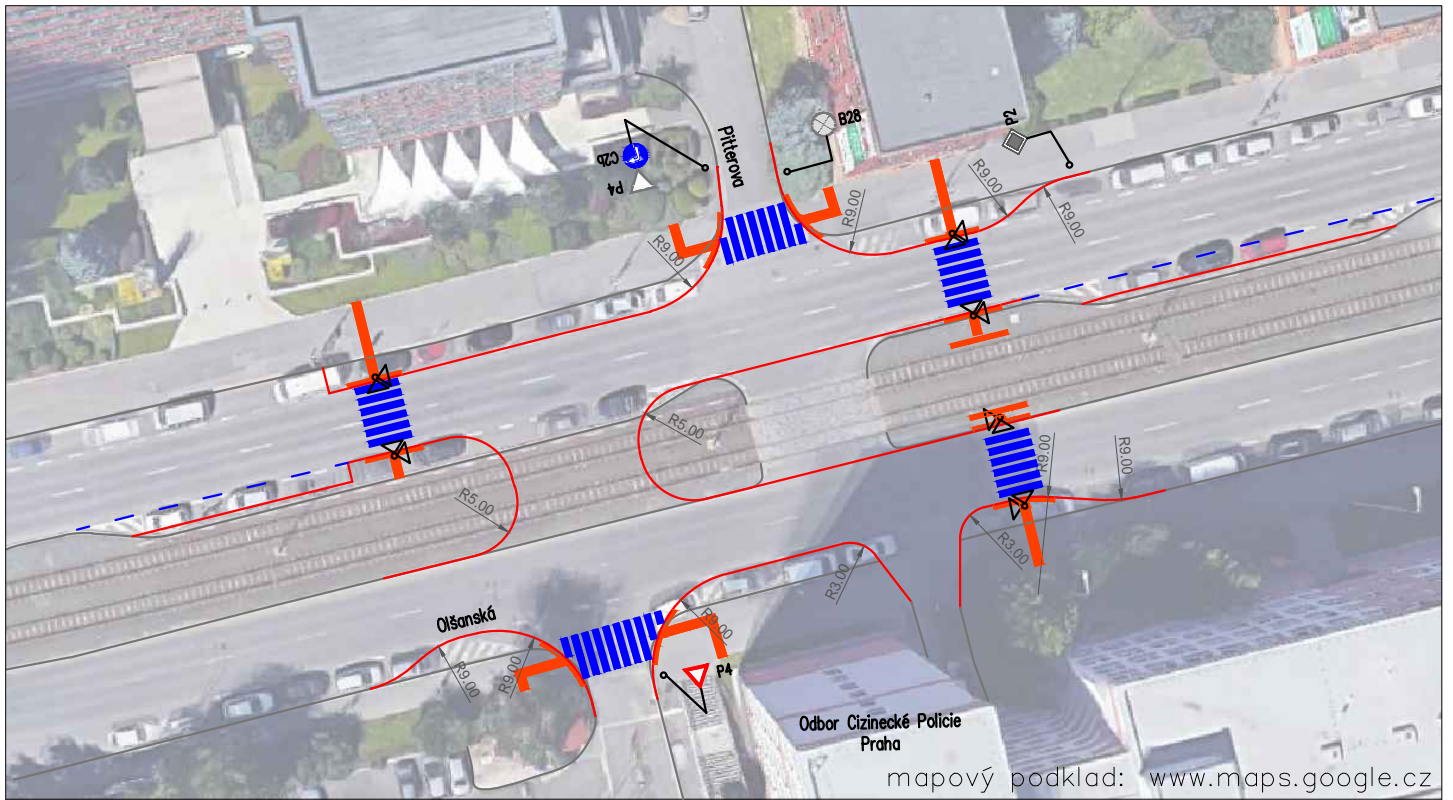 Pitterova
B28
P2
C2b
P4
R9.00
R9.00
R9.00
R9.00
R5.00
R5.00
R9.00
R9.00
R3.00
R3.00
Olšanská
R9.00
R9.00
R9.00
P4
Odbor Cizinecké Policie
Praha
mapový podklad: www.maps.google.cz